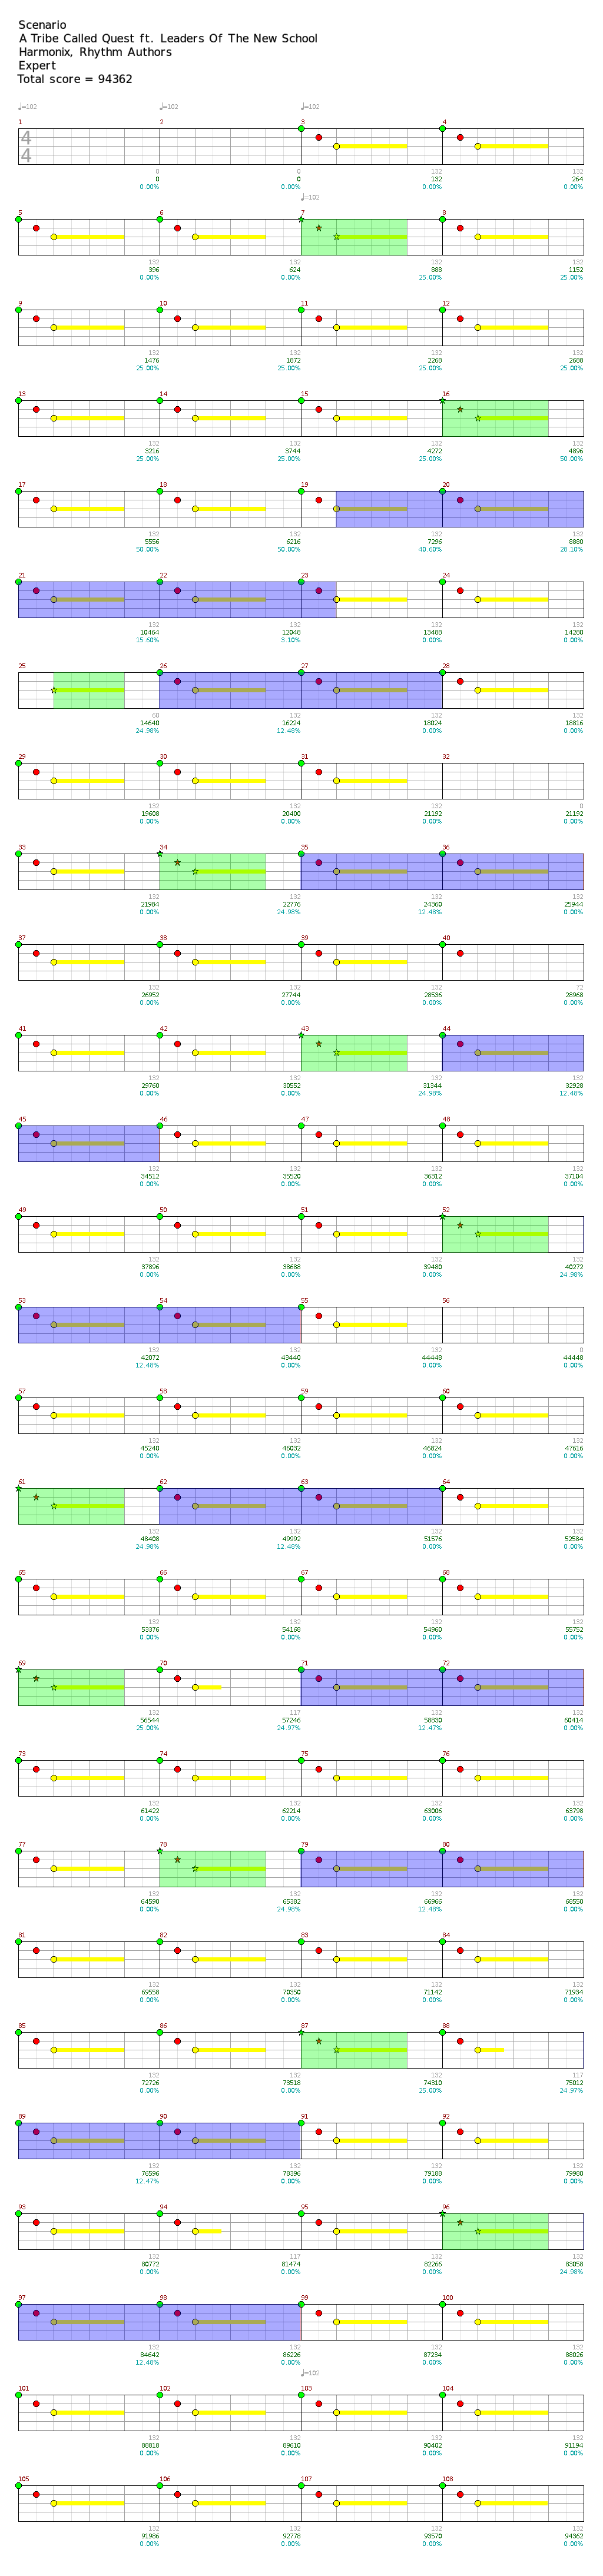 Scenario
A Tribe Called Quest ft. Leaders Of The New School
Harmonix, Rhythm Authors
Expert
Total score = 94362
♩=102 ♩=102 ♩=102
1 2 3 4
4
4
0 0 132 132
0 0 132 264
0.00% 0.00% 0.00% 0.00%
♩=102
5 6 7 8
132 132 132 132
396 624 888 1152
0.00% 0.00% 25.00% 25.00%
9 10 11 12
132 132 132 132
1476 1872 2268 2688
25.00% 25.00% 25.00% 25.00%
13 14 15 16
132 132 132 132
3216 3744 4272 4896
25.00% 25.00% 25.00% 50.00%
17 18 19 20
132 132 132 132
5556 6216 7296 8880
50.00% 50.00% 40.60% 28.10%
21 22 23 24
132 132 132 132
10464 12048 13488 14280
15.60% 3.10% 0.00% 0.00%
25 26 27 28
60 132 132 132
14640 16224 18024 18816
24.98% 12.48% 0.00% 0.00%
29 30 31 32
132 132 132 0
19608 20400 21192 21192
0.00% 0.00% 0.00% 0.00%
33 34 35 36
132 132 132 132
21984 22776 24360 25944
0.00% 24.98% 12.48% 0.00%
37 38 39 40
132 132 132 72
26952 27744 28536 28968
0.00% 0.00% 0.00% 0.00%
41 42 43 44
132 132 132 132
29760 30552 31344 32928
0.00% 0.00% 24.98% 12.48%
45 46 47 48
132 132 132 132
34512 35520 36312 37104
0.00% 0.00% 0.00% 0.00%
49 50 51 52
132 132 132 132
37896 38688 39480 40272
0.00% 0.00% 0.00% 24.98%
53 54 55 56
132 132 132 0
42072 43440 44448 44448
12.48% 0.00% 0.00% 0.00%
57 58 59 60
132 132 132 132
45240 46032 46824 47616
0.00% 0.00% 0.00% 0.00%
61 62 63 64
132 132 132 132
48408 49992 51576 52584
24.98% 12.48% 0.00% 0.00%
65 66 67 68
132 132 132 132
53376 54168 54960 55752
0.00% 0.00% 0.00% 0.00%
69 70 71 72
132 117 132 132
56544 57246 58830 60414
25.00% 24.97% 12.47% 0.00%
73 74 75 76
132 132 132 132
61422 62214 63006 63798
0.00% 0.00% 0.00% 0.00%
77 78 79 80
132 132 132 132
64590 65382 66966 68550
0.00% 24.98% 12.48% 0.00%
81 82 83 84
132 132 132 132
69558 70350 71142 71934
0.00% 0.00% 0.00% 0.00%
85 86 87 88
132 132 132 117
72726 73518 74310 75012
0.00% 0.00% 25.00% 24.97%
89 90 91 92
132 132 132 132
76596 78396 79188 79980
12.47% 0.00% 0.00% 0.00%
93 94 95 96
132 117 132 132
80772 81474 82266 83058
0.00% 0.00% 0.00% 24.98%
97 98 99 100
132 132 132 132
84642 86226 87234 88026
12.48% 0.00% 0.00% 0.00%
♩=102
101 102 103 104
132 132 132 132
88818 89610 90402 91194
0.00% 0.00% 0.00% 0.00%
105 106 107 108
132 132 132 132
91986 92778 93570 94362
0.00% 0.00% 0.00% 0.00%